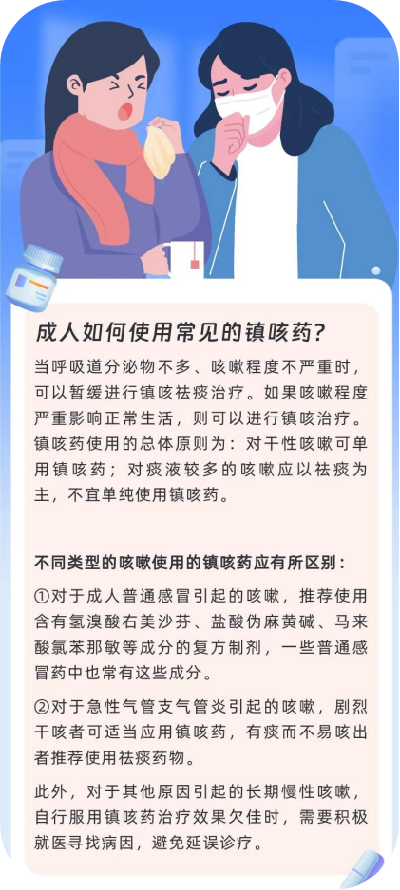 成人如何使用常见的镇咳药?
当呼吸道分泌物不多、咳嗽程度不严重时，
可以暂缓进行镇咳祛痰治疗。如果咳嗽程度
严重影响正常生活，则可以进行镇咳治疗。
镇咳药使用的总体原则为：对干性咳嗽可单
用镇咳药；对痰液较多的咳嗽应以祛痰为
主，不宜单纯使用镇咳药。
不同类型的咳嗽使用的镇咳药应有所区别：
①对于成人普通感冒引起的咳嗽，推荐使用
含有氢溴酸右美沙芬、盐酸伪麻黄碱、马来
酸氯苯那敏等成分的复方制剂，一些普通感
冒药中也常有这些成分。
②对于急性气管支气管炎引起的咳嗽，剧烈
干咳者可适当应用镇咳药，有痰而不易咳出
者推荐使用祛痰药物。
此外，对于其他原因引起的长期慢性咳嗽，
自行服用镇咳药治疗效果欠佳时，需要积极
就医寻找病因，避免延误诊疗。